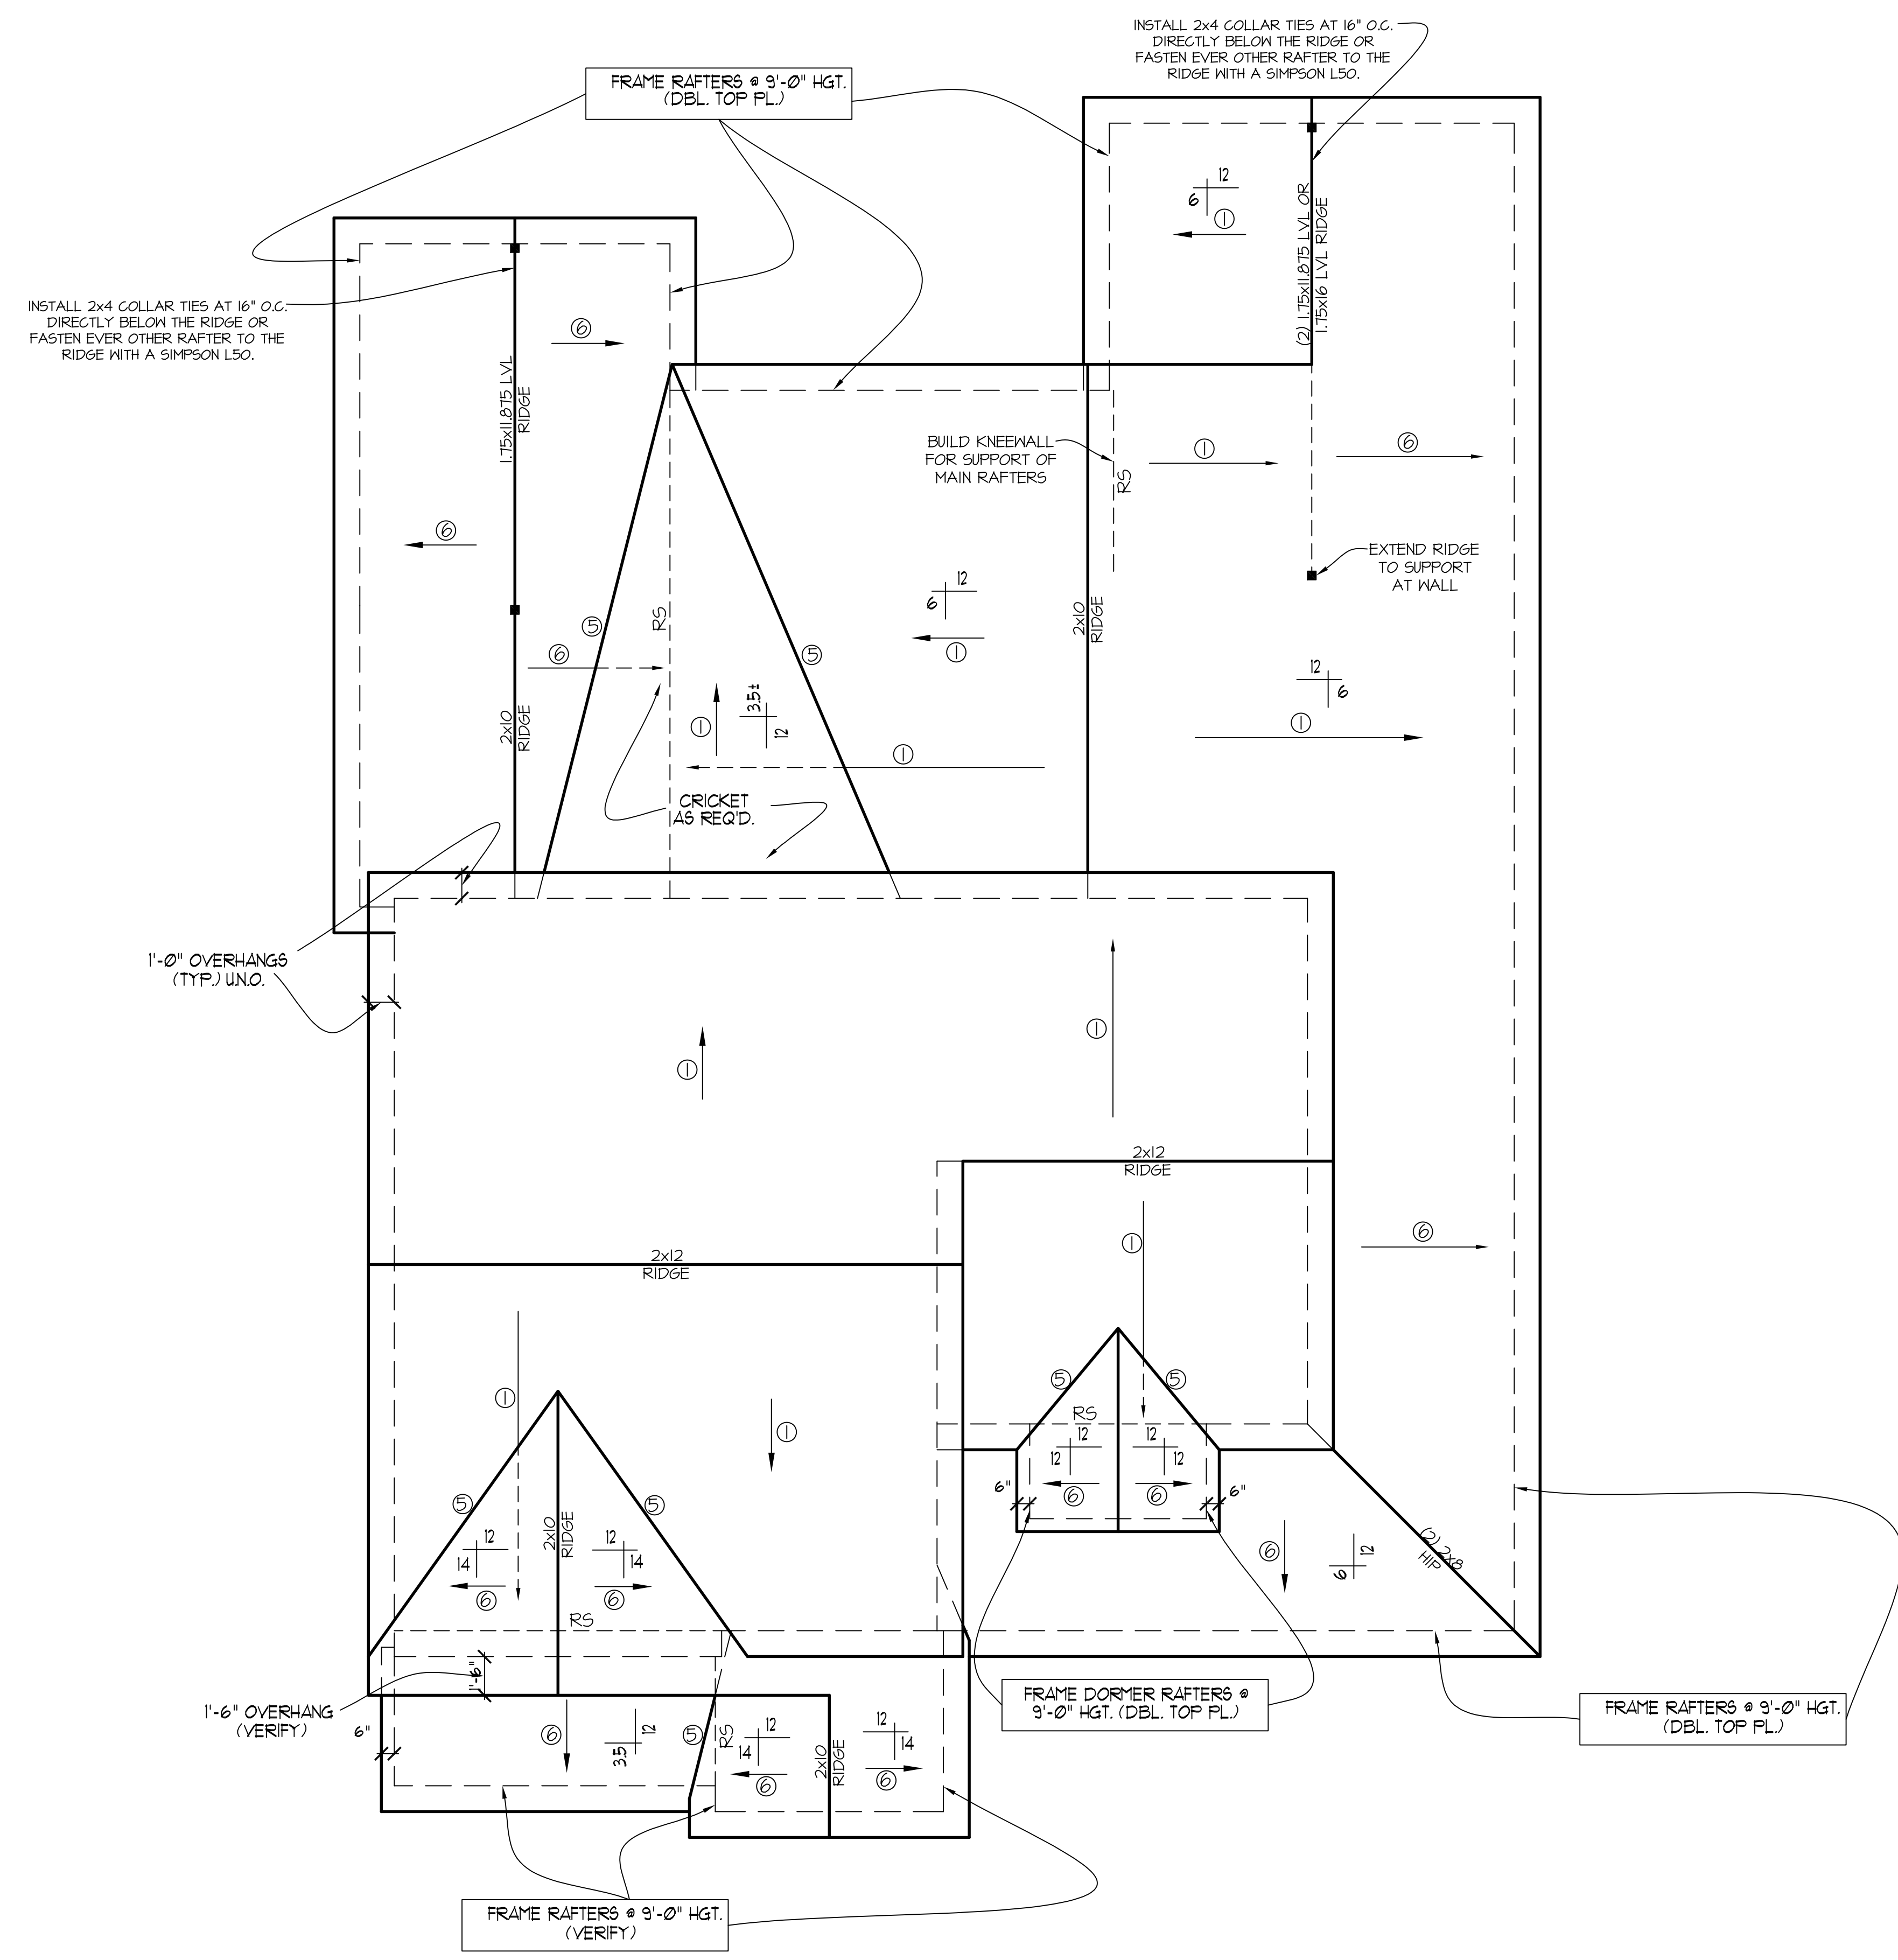 INSTALL 2x4 COLLAR TIES AT 16" O.C.
DIRECTLY BELOW THE RIDGE OR
FASTEN EVER OTHER RAFTER TO THE
RIDGE WITH A SIMPSON L50.
FRAME RAFTERS @ 9'-0" HGT.
(DBL. TOP PL.)
12
6
1
(2) 1.75x11.875 LVL OR
1.75x16 LVL RIDGE
INSTALL 2x4 COLLAR TIES AT 16" O.C.
DIRECTLY BELOW THE RIDGE OR
FASTEN EVER OTHER RAFTER TO THE
RIDGE WITH A SIMPSON L50.
6
1.75x11.875 LVL
RIDGE
BUILD KNEEWALL
FOR SUPPORT OF
MAIN RAFTERS
RS
1
6
6
EXTEND RIDGE
TO SUPPORT
AT WALL
12
6
1
2x10
RIDGE
5
RS
6
5
12
6
1
2x10
RIDGE
1
3.5±
12
1
CRICKET
AS REQ'D.
1'-0" OVERHANGS
(TYP.) U.N.O.
1
1
2x12
RIDGE
2x12
RIDGE
1
6
1
1
5
5
RS
12
12
12
12
6
6
6"
6"
5
5
2x10
RIDGE
12
14
6
12
14
6
RS
6
12
6
(2) 2x8
HIP
1'-6"
1'-6" OVERHANG
(VERIFY)
6"
6
3.5
12
5
RS
12
14
6
2x10
RIDGE
12
14
6
FRAME DORMER RAFTERS @
9'-0" HGT. (DBL. TOP PL.)
FRAME RAFTERS @ 9'-0" HGT.
(DBL. TOP PL.)
FRAME RAFTERS @ 9'-0" HGT.
(VERIFY)